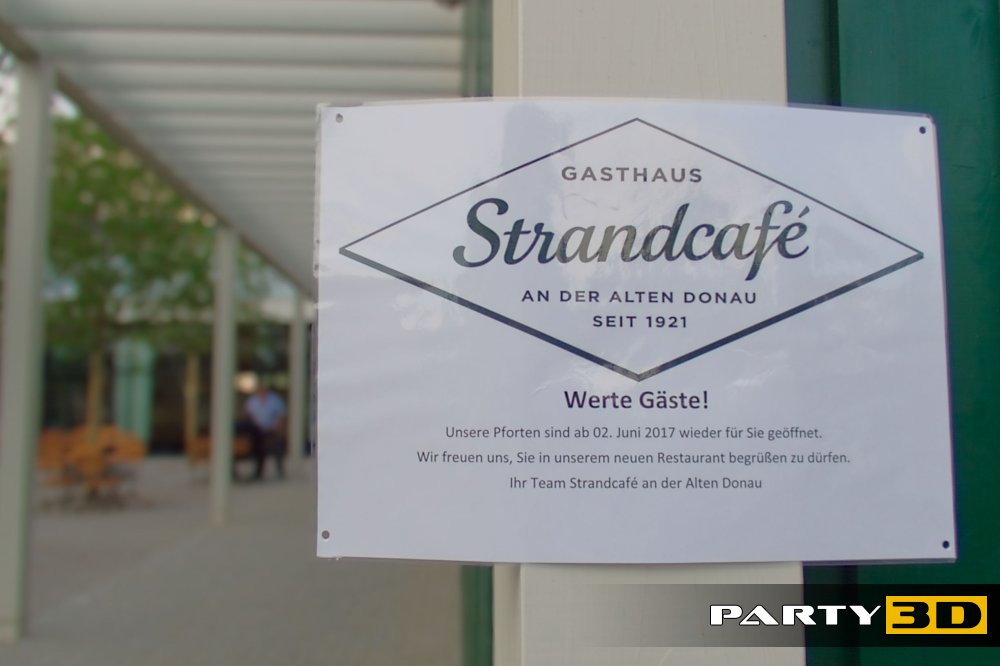 GASTHAUS
Strandcafé
AN DER ALTEN DONAU
SEIT 1921
Werte Gäste!
Unsere Pforten sind ab 02. Juni 2017 wieder für Sie geöffnet.
Wir freuen uns, Sie in unserem neuen Restaurant begrüßen zu dürfen.
Ihr Team Strandcafé an der Alten Donau
PARTY 3D